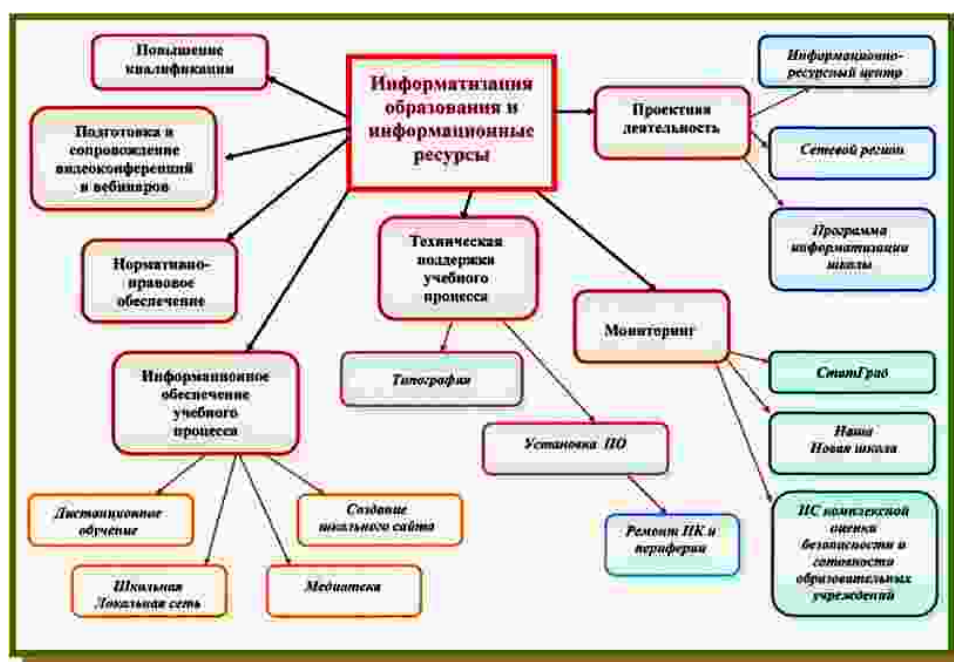 Повышение
квалификации
Информатизация
образования и
информационные
ресурсы
Информационно-
ресурсный центр
Проектная
деятельность
Подготовка и
сопровождение
видеоконференций
и вебинаров
Сетевой регион
Нормативно-
правовое
обеспечение
Техническая
поддержка
учебного
процесса
Программа
информатизации
школы
Мониторинг
Информационное
обеспечение
учебного
процесса
Типография
СтатГрад
Установка ПО
Наша
Новая школа
Дистанционное
обучение
Создание
школьного сайта
Ремонт ПК и
периферии
ИС комплексной
оценки
безопасности и
готовности
образовательных
учреждений
Школьная
Локальная сеть
Медиатека